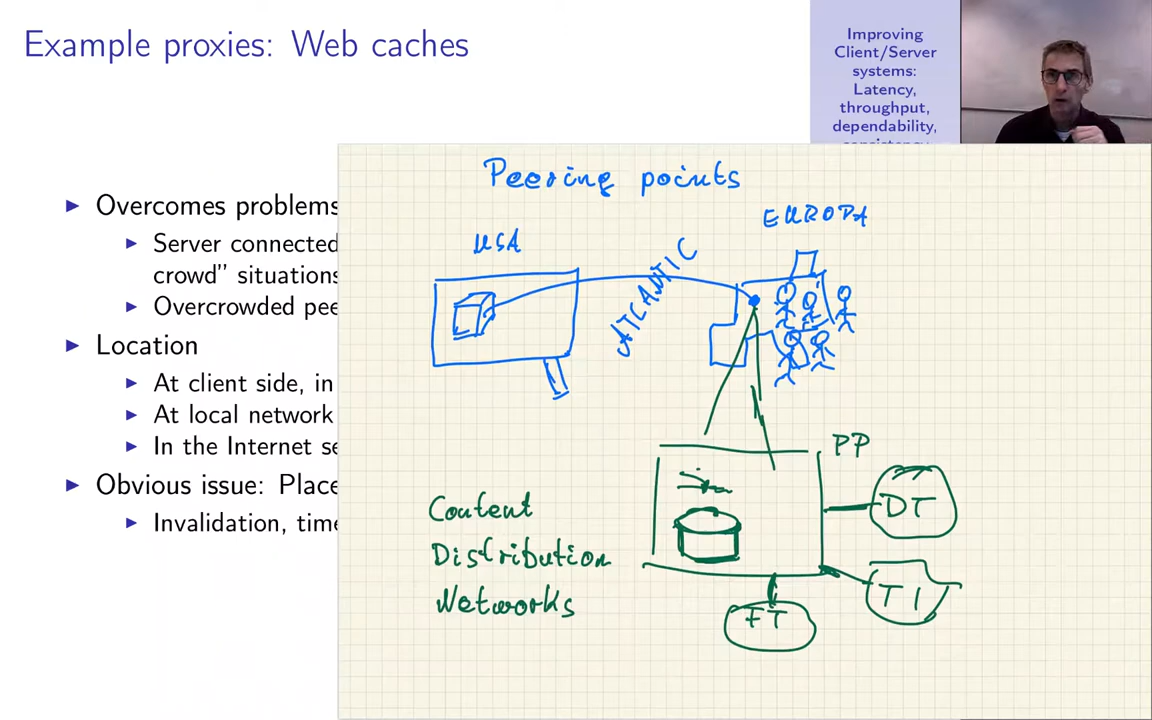 Example proxies: Web caches
Improving
Client/Server
systems:
Latency,
throughput,
dependability,
Overcomes problems
Server connected
crowd” situations
Overcrowded pee
Location
At client side, in
At local network
In the Internet se
Obvious issue: Place
Invalidation, time
Peering points
USA
ATLANTIC
EUROPA
PP
DT
TI
FT
Content
Distribution
Networks